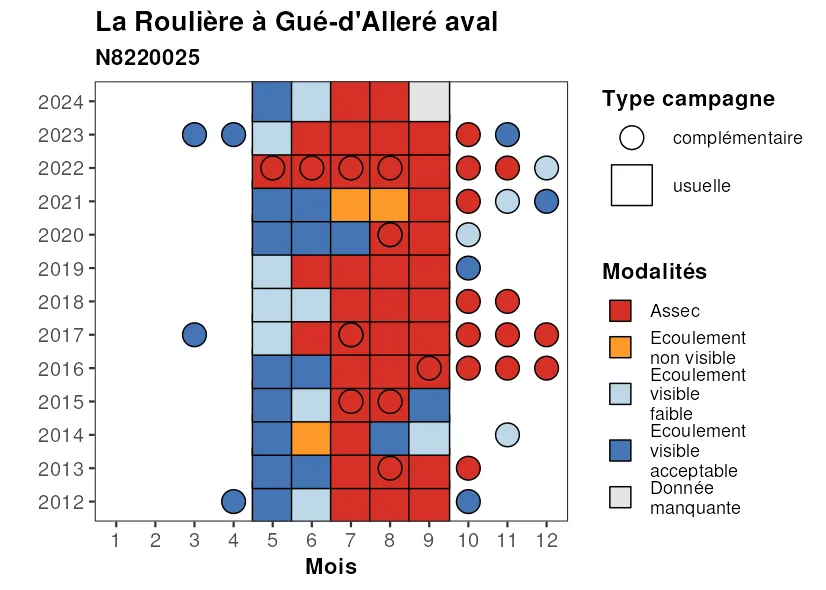 La Roulière à Gué-d'Alleré aval
N8220025
2024
2023
2022
2021
2020
2019
2018
2017
2016
2015
2014
2013
2012
1 2 3 4 5 6 7 8 9 10 11 12
Mois
Type campagne
complémentaire
usuelle
Modalités
Assec
Ecoulement
non visible
Ecoulement
visible
faible
Ecoulement
visible
acceptable
Donnée
manquante